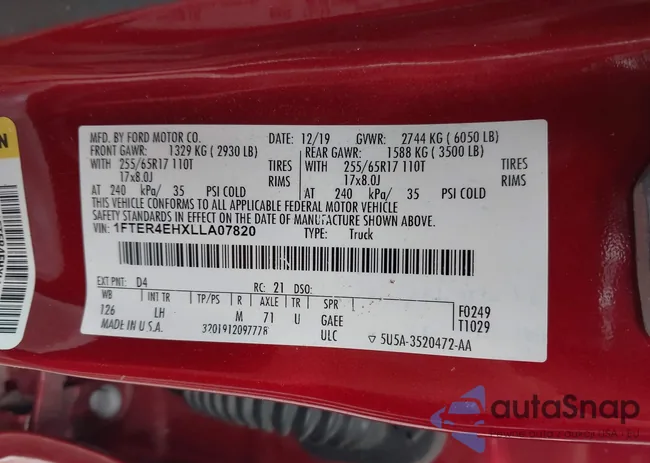 MFD. BY FORD MOTOR CO. 12/19 GVWR: 2744 KG ( 6050 LB)
FRONT GAWR: 1329 KG ( 2930 LB) REAR GAWR: 1588 KG ( 3500 LB)
WITH 255/65R17 110T TIRES WITH 255/65R17 110T TIRES
17x8.0J RIMS 17x8.0J RIMS
AT 240 kPa/ 35 PSI COLD AT 240 kPa/ 35 PSI COLD
THIS VEHICLE CONFORMS TO ALL APPLICABLE FEDERAL MOTOR VEHICLE
SAFETY STANDARDS IN EFFECT ON THE DATE OF MANUFACTURE SHOWN ABOVE.
VIN: 1FTER4EHXLLA07820 TYPE: Truck
EXT PNT: D4 RC: 21 DSO:
WB INT TR TP/PS R AXLE TR SPR F0249
126 LH M 71 U GAEE T1029
MADE IN U.S.A. 3201912097778 ULC 5U5A-3520472-AA
autaSnap